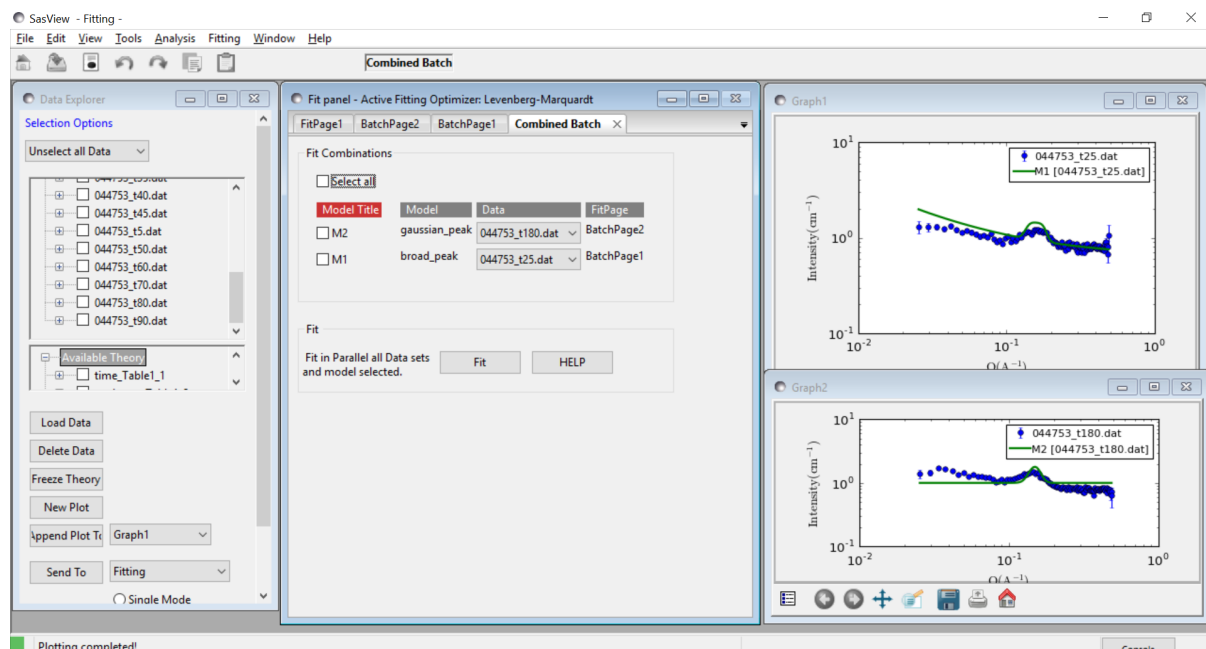 SasView - Fitting -
File Edit View Tools Analysis Fitting Window Help
Combined Batch
Data Explorer
Selection Options
Unselect all Data
044753_t40.dat
044753_t45.dat
044753_t5.dat
044753_t50.dat
044753_t60.dat
044753_t70.dat
044753_t80.dat
044753_t90.dat
Available Theory
time_Table1_1
Load Data
Delete Data
Freeze Theory
New Plot
Append Plot To Graph1
Send To Fitting
Single Mode
Fit panel - Active Fitting Optimizer: Levenberg-Marquardt
FitPage1 BatchPage2 BatchPage1 Combined Batch
Fit Combinations
Select all
Model Title Model Data FitPage
M2 gaussian_peak 044753_t180.dat BatchPage2
M1 broad_peak 044753_t25.dat BatchPage1
Fit
Fit in Parallel all Data sets
and model selected.
Fit HELP
Graph1
10^1
10^0
10^-1
Intensity(cm^-1)
044753_t25.dat
M1 [044753_t25.dat]
10^-2 10^-1 10^0
Q(A^-1)
Graph2
10^1
10^0
10^-1
Intensity(cm^-1)
044753_t180.dat
M2 [044753_t180.dat]
10^-2 10^-1 10^0
Q(A^-1)
Plotting completed!
Console